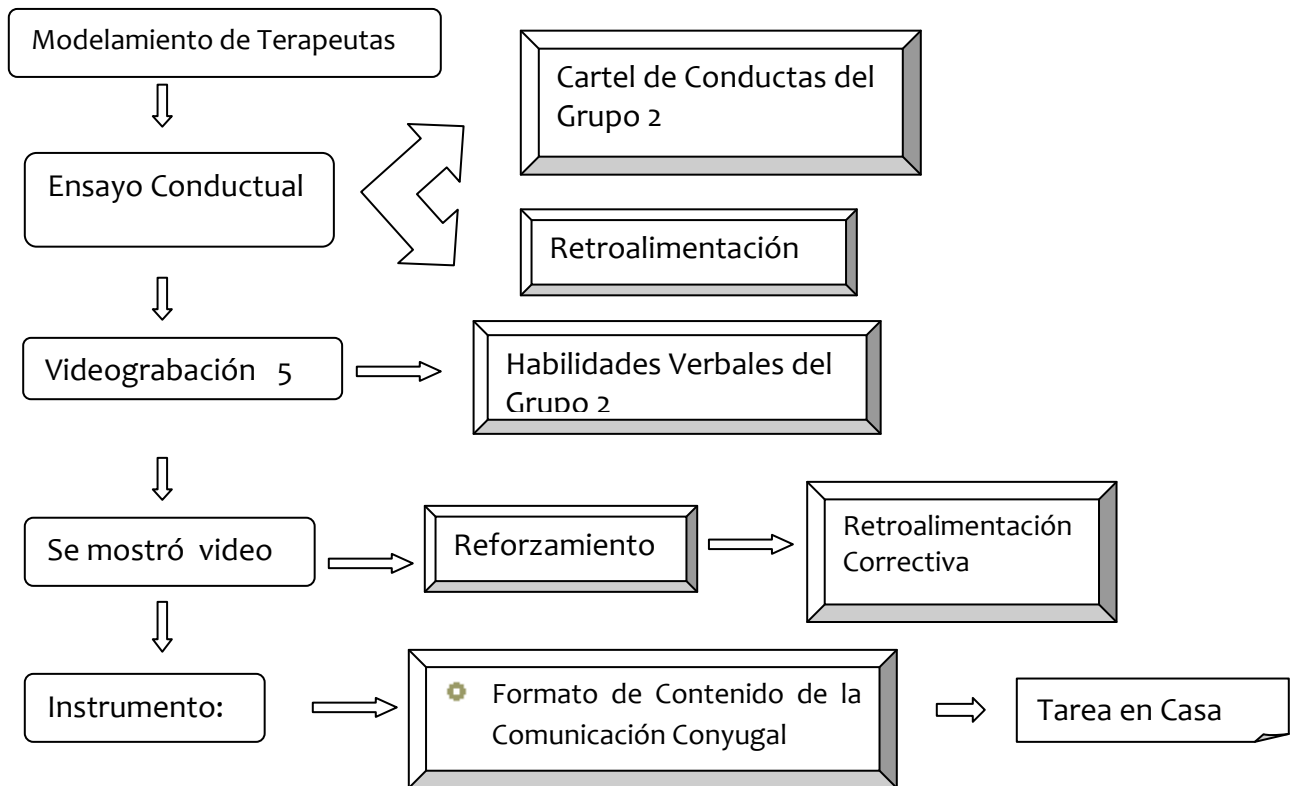 Modelamiento de Terapeutas
Cartel de Conductas del
Grupo 2
Ensayo Conductual
Retroalimentación
Videograbación 5
Habilidades Verbales del
Grupo 2
Se mostró video
Reforzamiento
Retroalimentación
Correctiva
Instrumento:
Formato de Contenido de la
Comunicación Conyugal
Tarea en Casa